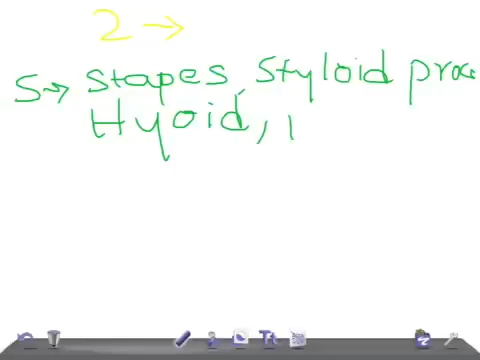 2 →
S → stapes, styloid proc
Hyoid, l